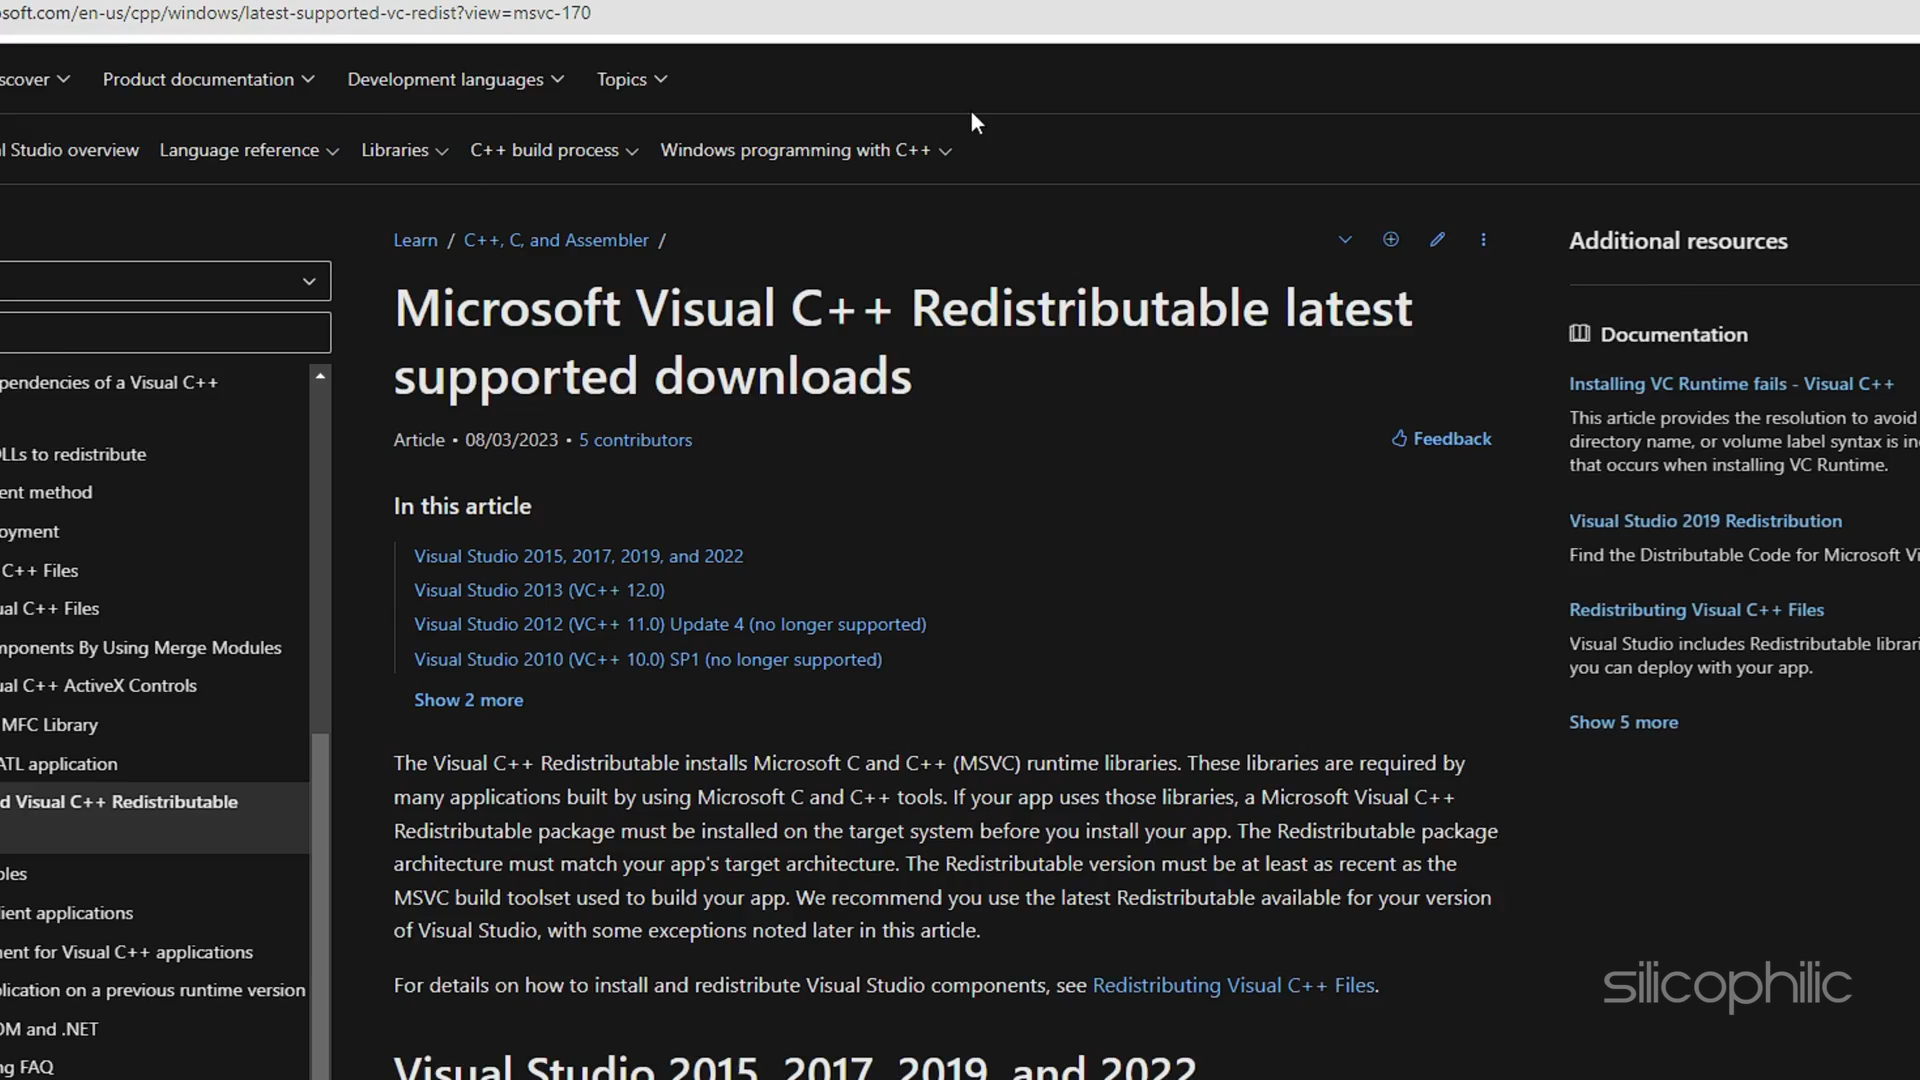 soft.com/en-us/cpp/windows/latest-supported-vc-redist?view=msvc-170
scover
Product documentation
Development languages
Topics
l Studio overview
Language reference
Libraries
C++ build process
Windows programming with C++
Learn / C++, C, and Assembler /
Microsoft Visual C++ Redistributable latest
supported downloads
Article • 08/03/2023 • 5 contributors
Feedback
In this article
Visual Studio 2015, 2017, 2019, and 2022
Visual Studio 2013 (VC++ 12.0)
Visual Studio 2012 (VC++ 11.0) Update 4 (no longer supported)
Visual Studio 2010 (VC++ 10.0) SP1 (no longer supported)
Show 2 more
The Visual C++ Redistributable installs Microsoft C and C++ (MSVC) runtime libraries. These libraries are required by
many applications built by using Microsoft C and C++ tools. If your app uses those libraries, a Microsoft Visual C++
Redistributable package must be installed on the target system before you install your app. The Redistributable package
architecture must match your app's target architecture. The Redistributable version must be at least as recent as the
MSVC build toolset used to build your app. We recommend you use the latest Redistributable available for your version
of Visual Studio, with some exceptions noted later in this article.
For details on how to install and redistribute Visual Studio components, see Redistributing Visual C++ Files.
Visual Studio 2015, 2017, 2019, and 2022
pendencies of a Visual C++
LLs to redistribute
ent method
oyment
C++ Files
ual C++ Files
mponents By Using Merge Modules
ual C++ ActiveX Controls
MFC Library
ATL application
d Visual C++ Redistributable
ples
lient applications
ment for Visual C++ applications
plication on a previous runtime version
OM and .NET
ng FAQ
Additional resources
Documentation
Installing VC Runtime fails - Visual C++
This article provides the resolution to avoid
directory name, or volume label syntax is in
that occurs when installing VC Runtime.
Visual Studio 2019 Redistribution
Find the Distributable Code for Microsoft Vi
Redistributing Visual C++ Files
Visual Studio includes Redistributable librari
you can deploy with your app.
Show 5 more
silicophilic